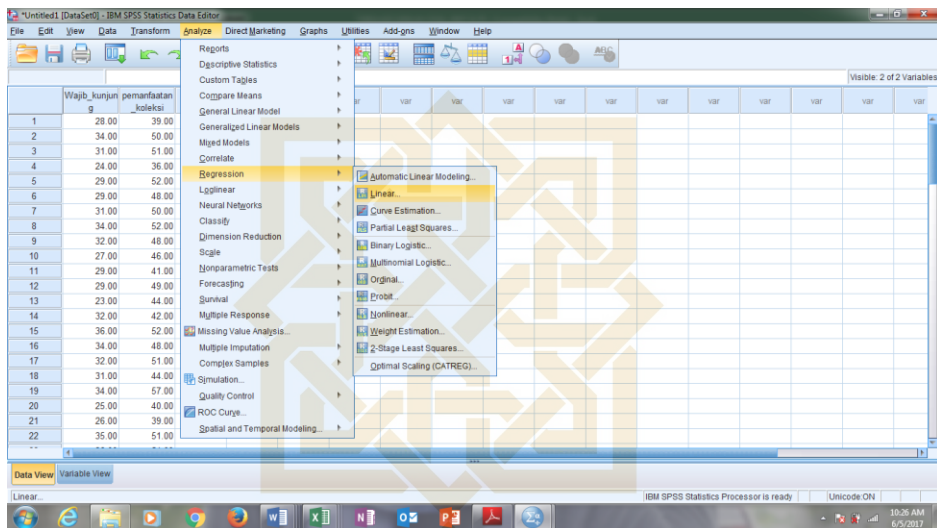 *Untitled1 [DataSet0] - IBM SPSS Statistics Data Editor
File Edit View Data Transform Analyze Direct Marketing Graphs Utilities Add-ons Window Help
Visible: 2 of 2 Variables
Wajib_kunjung pemanfaatan_koleksi var var var var var var var var var
1 28.00 39.00
2 34.00 50.00
3 31.00 51.00
4 24.00 36.00
5 29.00 52.00
6 29.00 48.00
7 31.00 50.00
8 34.00 52.00
9 32.00 48.00
10 27.00 46.00
11 29.00 41.00
12 29.00 49.00
13 23.00 44.00
14 32.00 42.00
15 36.00 52.00
16 34.00 48.00
17 32.00 51.00
18 31.00 44.00
19 34.00 57.00
20 25.00 40.00
21 26.00 39.00
22 35.00 51.00
Reports
Descriptive Statistics
Custom Tables
Compare Means
General Linear Model
Generalized Linear Models
Mixed Models
Correlate
Regression
Loglinear
Neural Networks
Classify
Dimension Reduction
Scale
Nonparametric Tests
Forecasting
Survival
Multiple Response
Missing Value Analysis...
Multiple Imputation
Complex Samples
Simulation...
Quality Control
ROC Curve...
Spatial and Temporal Modeling...
Automatic Linear Modeling...
Linear...
Curve Estimation...
Partial Least Squares...
Binary Logistic...
Multinomial Logistic...
Ordinal...
Probit...
Nonlinear...
Weight Estimation...
2-Stage Least Squares...
Optimal Scaling (CATREG)...
Data View Variable View
Linear... IBM SPSS Statistics Processor is ready Unicode:ON
10:26 AM
6/5/2017